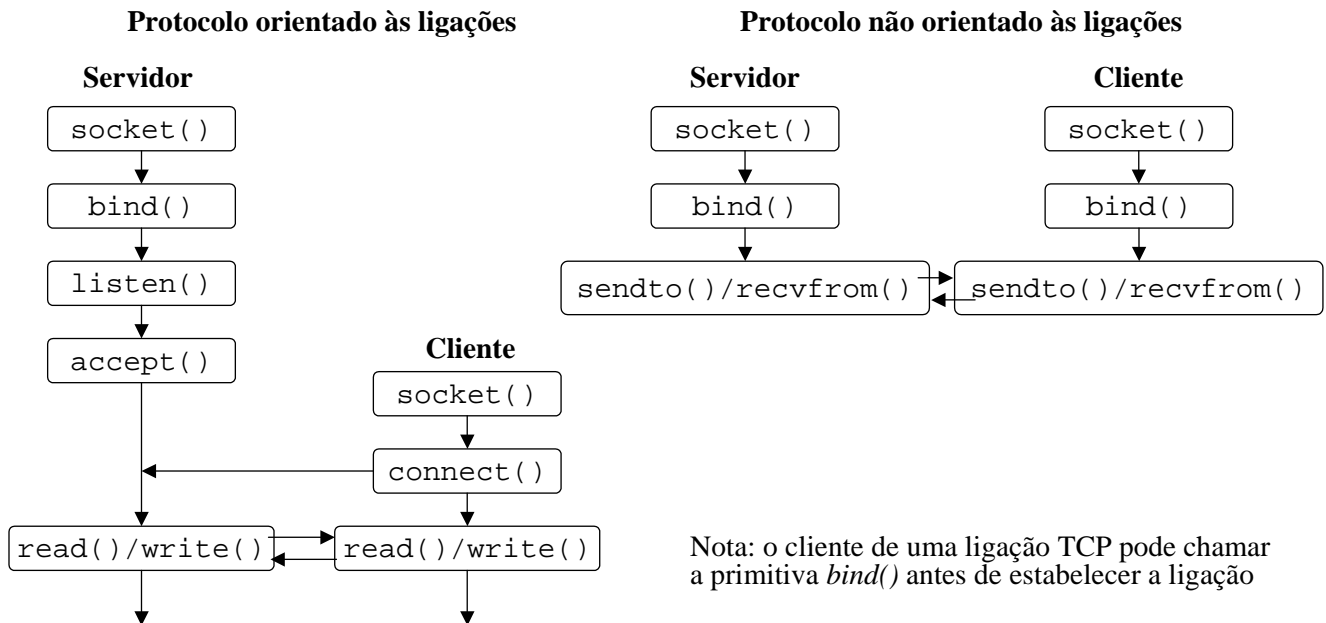 Protocolo orientado às ligações
Servidor
socket()
bind()
listen()
accept()
Cliente
socket()
connect()
read()/write()
read()/write()
Protocolo não orientado às ligações
Servidor
socket()
bind()
sendto()/recvfrom()
Cliente
socket()
bind()
sendto()/recvfrom()
Nota: o cliente de uma ligação TCP pode chamar
a primitiva bind() antes de estabelecer a ligação